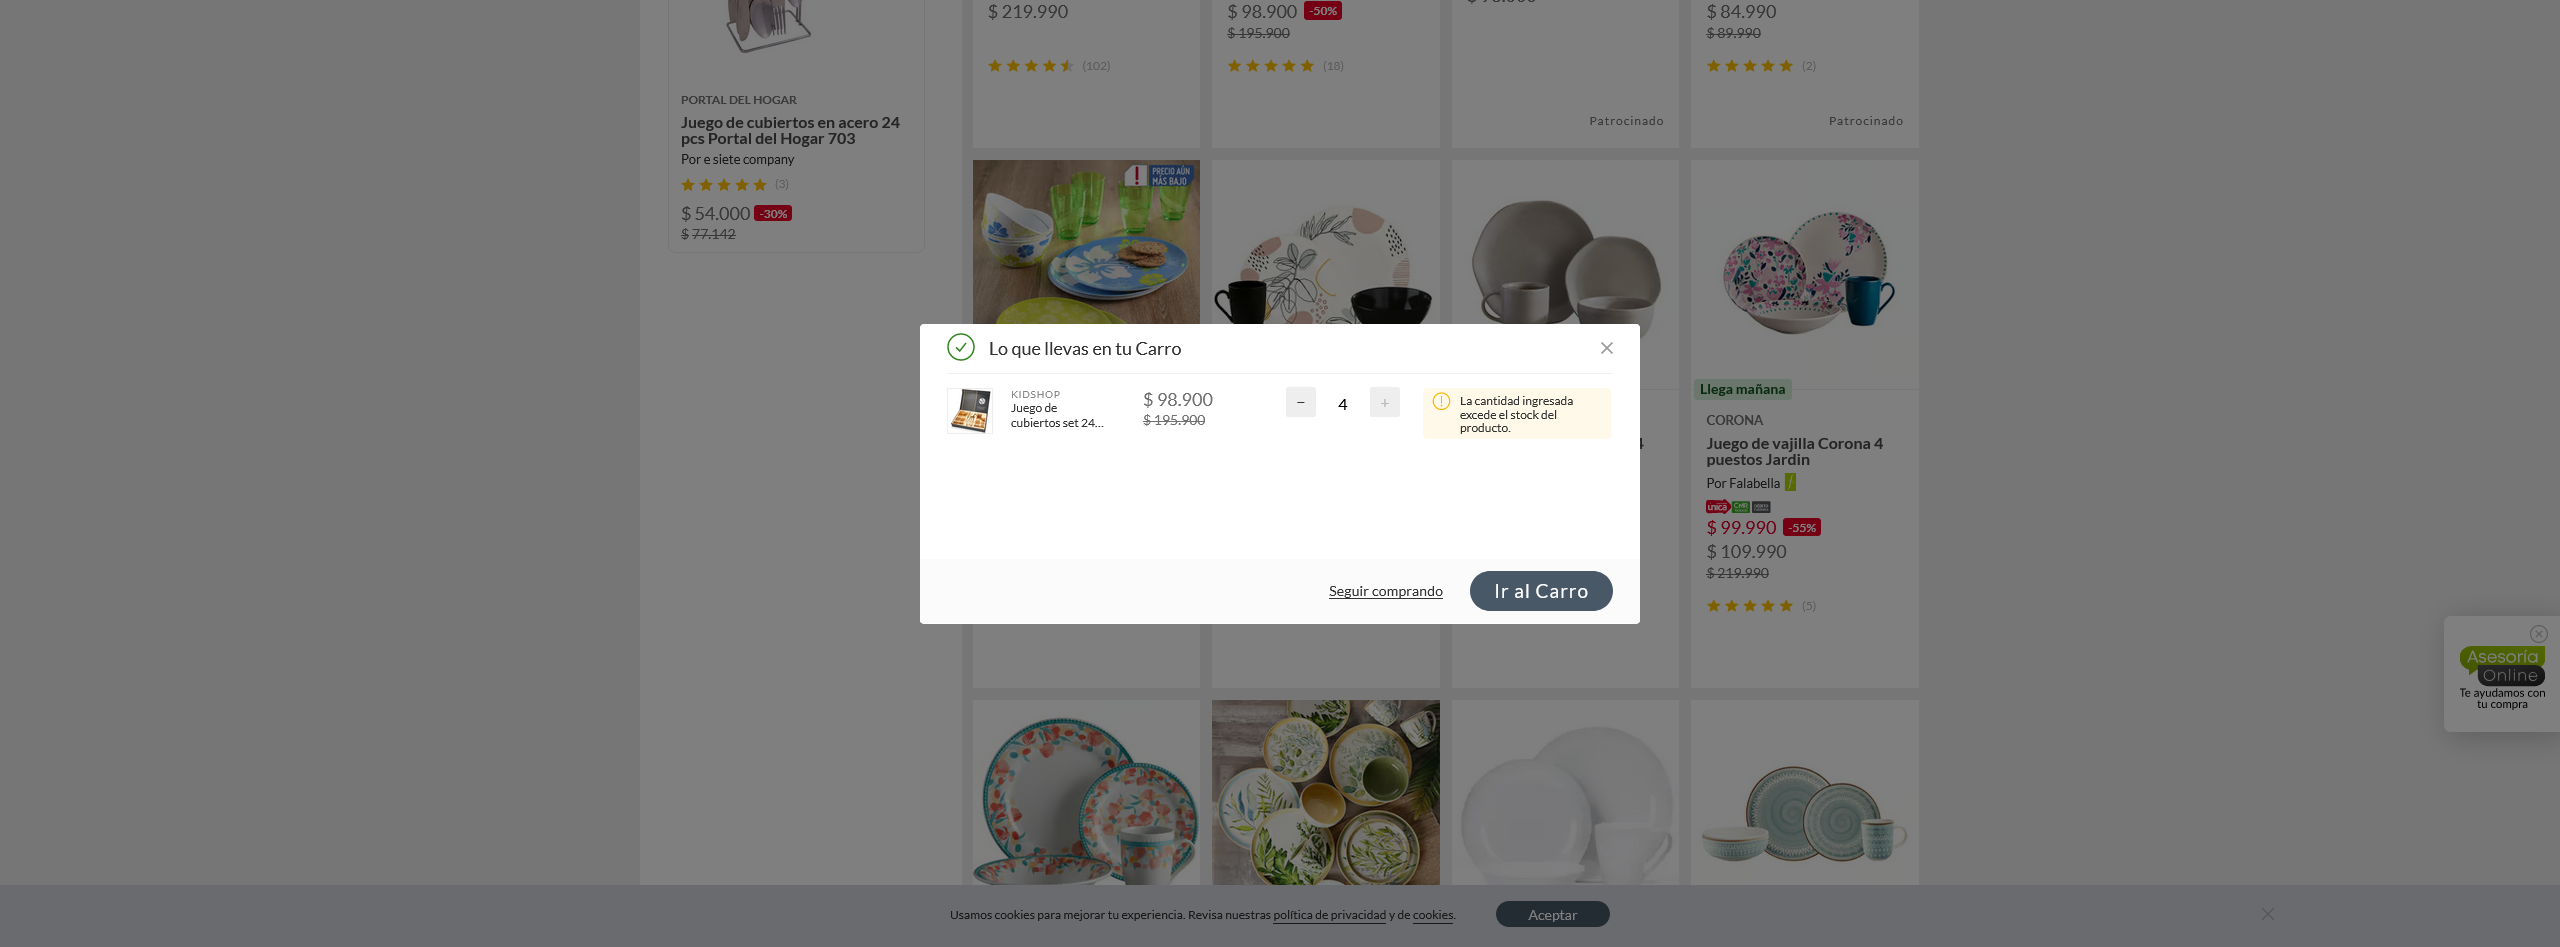 $ 219.990
$ 98.900 -50%
$ 195.900
$ 84.990
$ 89.990
(102)
(18)
(2)
PORTAL DEL HOGAR
Juego de cubiertos en acero 24
pcs Portal del Hogar 703
Por e siete company
(3)
$ 54.000 -30%
$ 77.142
Patrocinado
Patrocinado
PRECIO AÚN
MÁS BAJO
Lo que llevas en tu Carro
KIDSHOP
Juego de
cubiertos set 24...
$ 98.900
$ 195.900
− 4 +
La cantidad ingresada
excede el stock del
producto.
Seguir comprando
Ir al Carro
Llega mañana
CORONA
Juego de vajilla Corona 4
puestos Jardin
Por Falabella
única CMR
$ 99.990 -55%
$ 109.990
$ 219.990
(5)
Asesoría
Online
Te ayudamos con
tu compra
Usamos cookies para mejorar tu experiencia. Revisa nuestras política de privacidad y de cookies.
Aceptar